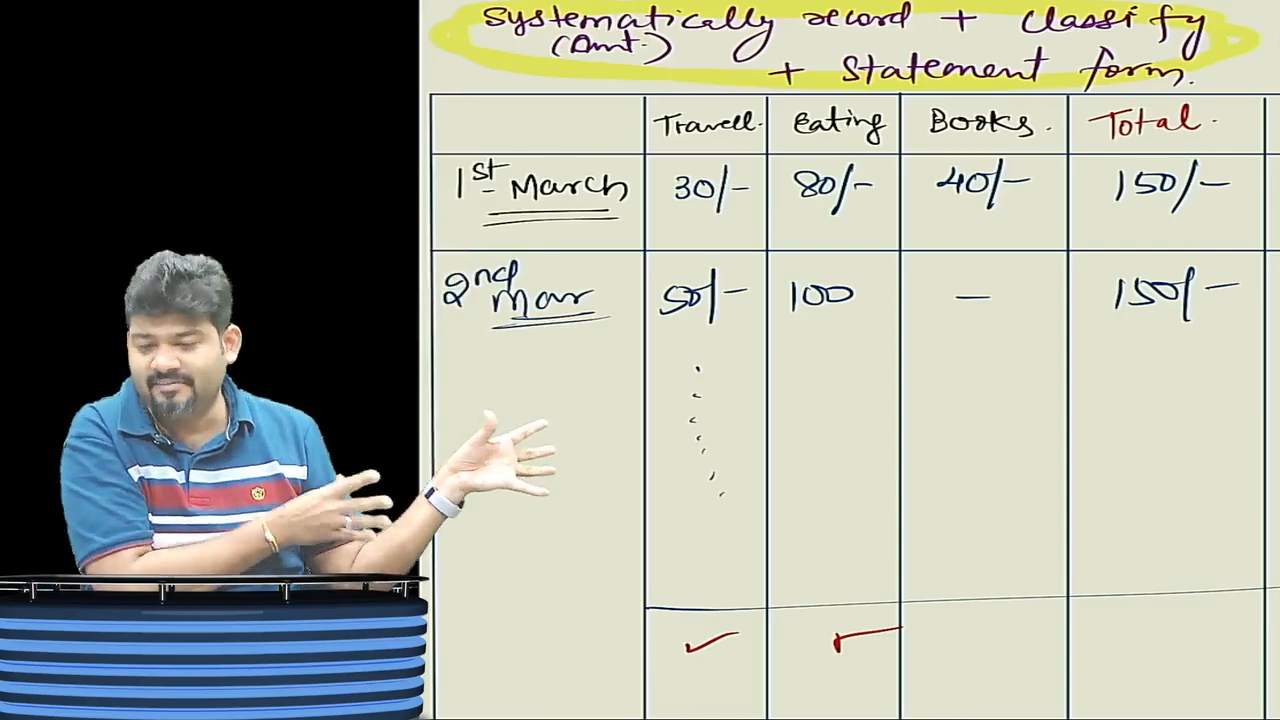 Systematically record + Classify
(Amt.)
+ Statement form.
Travell. Eating Books. Total.
1st March 30/- 80/- 40/- 150/-
2nd Mar 50/- 100 — 150/-